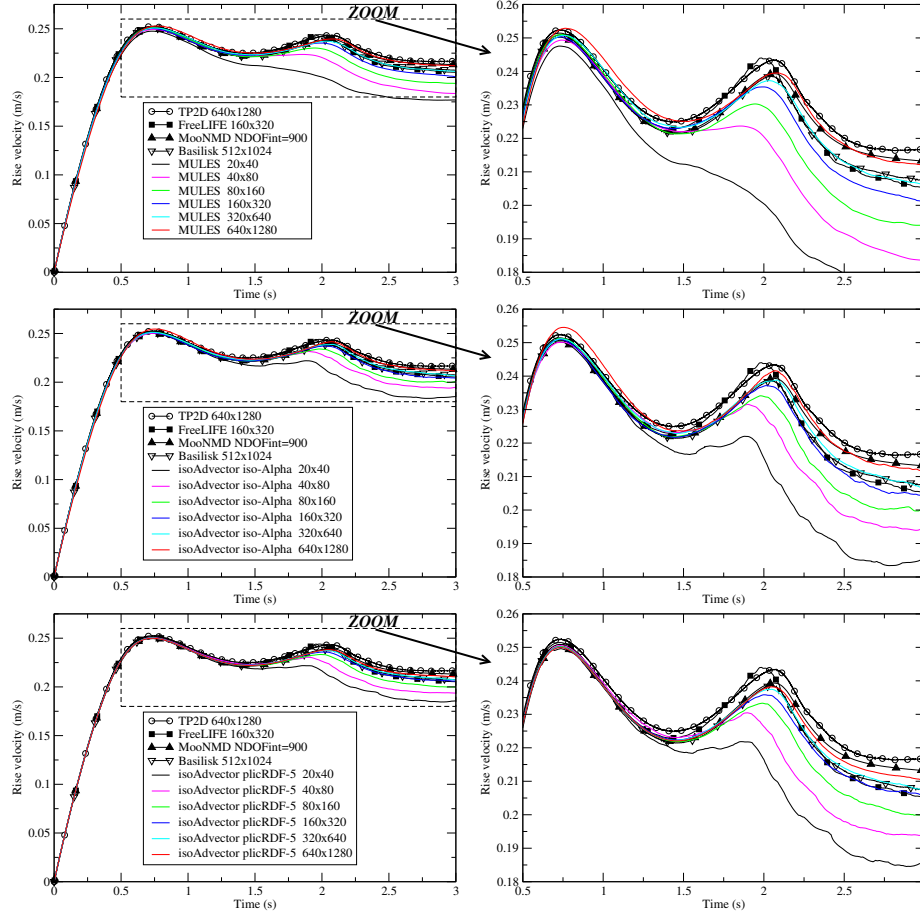 ZOOM
0.25
0.2
0.15
0.1
0.05
0
Rise velocity (m/s)
TP2D 640x1280
FreeLIFE 160x320
MooNMD NDOFint=900
Basilisk 512x1024
MULES 20x40
MULES 40x80
MULES 80x160
MULES 160x320
MULES 320x640
MULES 640x1280
0 0.5 1 1.5 2 2.5 3
Time (s)
0.26
0.25
0.24
0.23
0.22
0.21
0.2
0.19
0.18
Rise velocity (m/s)
0.5 1 1.5 2 2.5 3
Time (s)
ZOOM
0.25
0.2
0.15
0.1
0.05
0
Rise velocity (m/s)
TP2D 640x1280
FreeLIFE 160x320
MooNMD NDOFint=900
Basilisk 512x1024
isoAdvector iso-Alpha 20x40
isoAdvector iso-Alpha 40x80
isoAdvector iso-Alpha 80x160
isoAdvector iso-Alpha 160x320
isoAdvector iso-Alpha 320x640
isoAdvector iso-Alpha 640x1280
0 0.5 1 1.5 2 2.5 3
Time (s)
0.26
0.25
0.24
0.23
0.22
0.21
0.2
0.19
0.18
Rise velocity (m/s)
0.5 1 1.5 2 2.5 3
Time (s)
ZOOM
0.25
0.2
0.15
0.1
0.05
0
Rise velocity (m/s)
TP2D 640x1280
FreeLIFE 160x320
MooNMD NDOFint=900
Basilisk 512x1024
isoAdvector plicRDF-5 20x40
isoAdvector plicRDF-5 40x80
isoAdvector plicRDF-5 80x160
isoAdvector plicRDF-5 160x320
isoAdvector plicRDF-5 320x640
isoAdvector plicRDF-5 640x1280
0 0.5 1 1.5 2 2.5 3
Time (s)
0.26
0.25
0.24
0.23
0.22
0.21
0.2
0.19
0.18
Rise velocity (m/s)
0.5 1 1.5 2 2.5 3
Time (s)